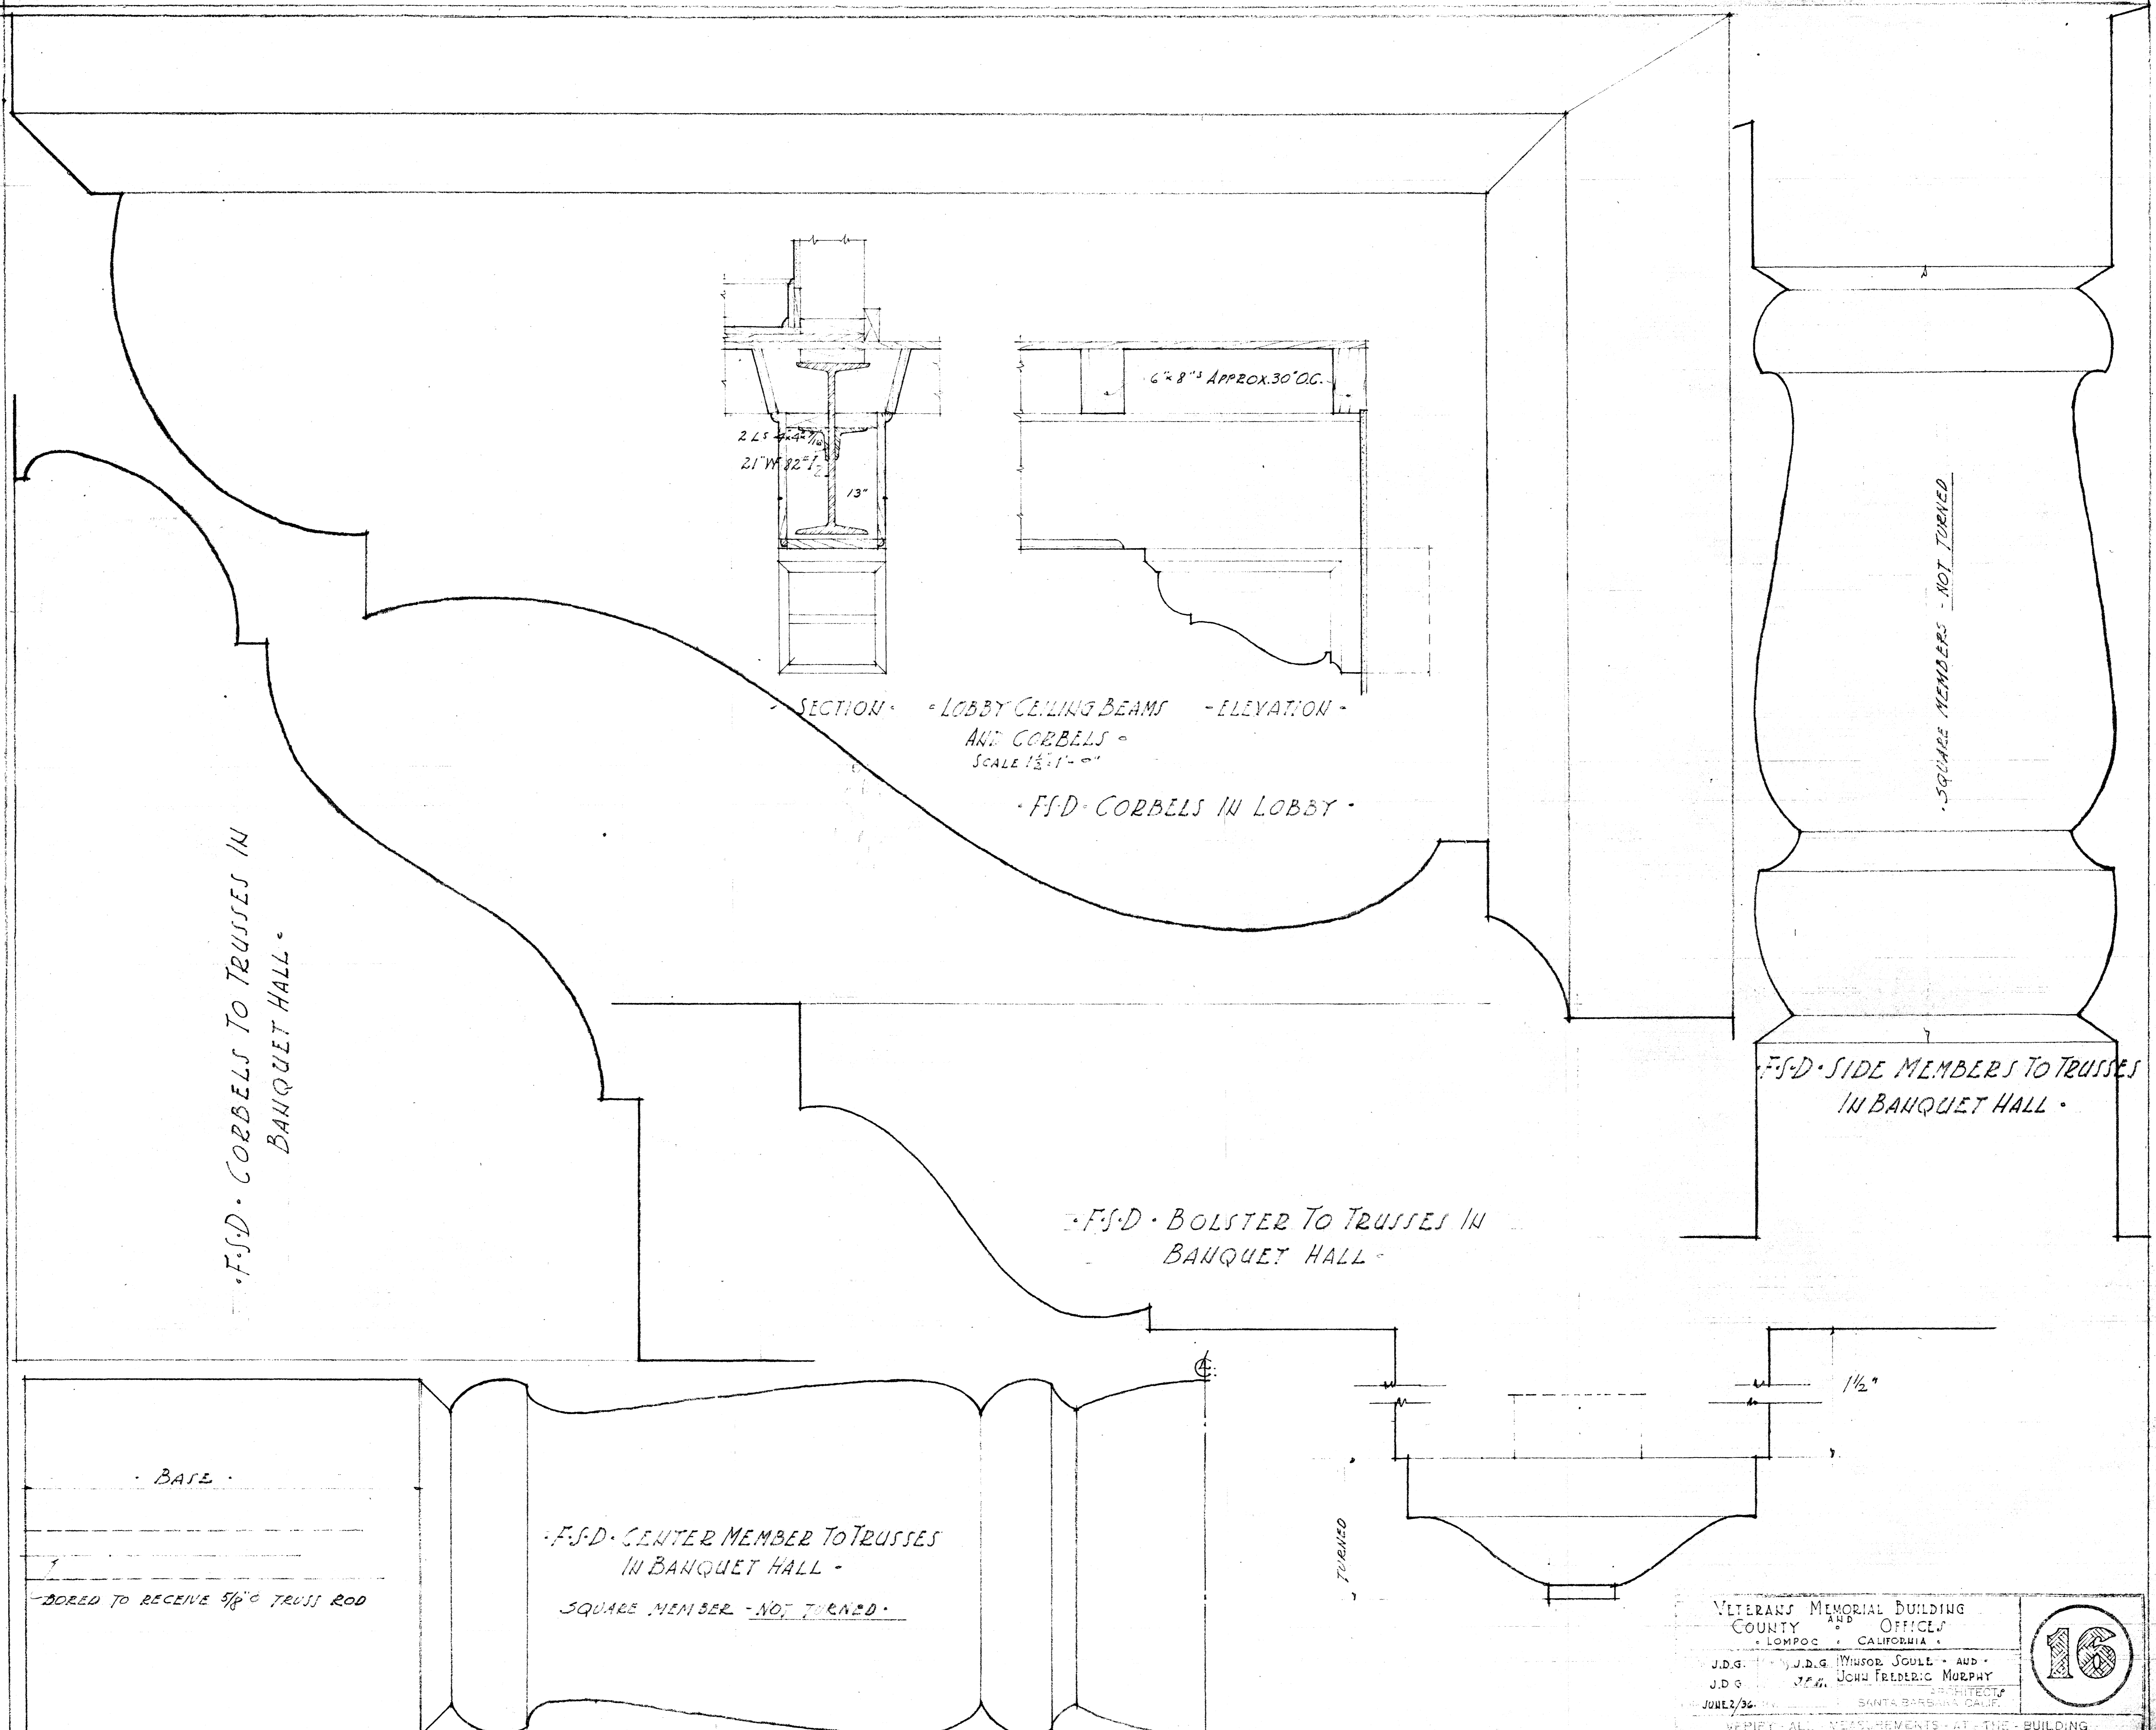 6"x8"s APPROX. 30" O.C.
2 Ls 4x4x 7/16
21" WF 82# I
13"
SECTION · · LOBBY CEILING BEAMS - ELEVATION -
AND CORBELS ·
SCALE 1½"=1'-0"
· F·S·D · CORBELS IN LOBBY ·
· SQUARE MEMBERS - NOT TURNED
· F·S·D · CORBELS TO TRUSSES IN
BANQUET HALL ·
· F·S·D · SIDE MEMBERS TO TRUSSES
IN BANQUET HALL ·
· F·S·D · BOLSTER TO TRUSSES IN
BANQUET HALL ·
1½"
· BASE ·
BORED TO RECEIVE 5/8" TRUSS ROD
· F·S·D · CENTER MEMBER TO TRUSSES
IN BANQUET HALL -
SQUARE MEMBER - NOT TURNED ·
TURNED
VETERANS MEMORIAL BUILDING
AND
COUNTY OFFICES
· LOMPOC · CALIFORNIA ·
J.D.G. J.D.G. WINSOR SOULE · AND ·
J.D.G. J.F.M. JOHN FREDERIC MURPHY
ARCHITECTS
JUNE 2/36. SANTA BARBARA CALIF.
16
VERIFY · ALL · MEASUREMENTS · AT · THE · BUILDING